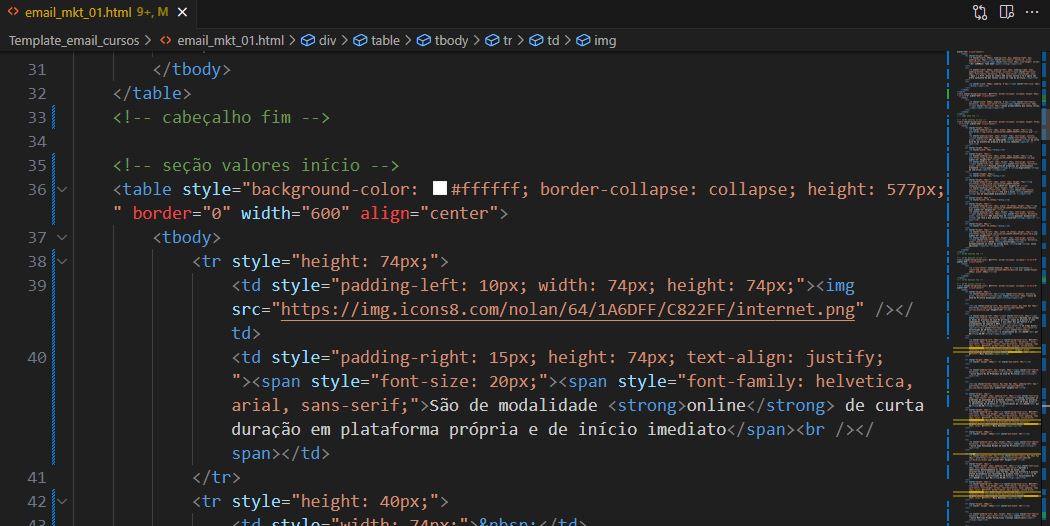 email_mkt_01.html 9+, M
Template_email_cursos > email_mkt_01.html > div > table > tbody > tr > td > img
31 </tbody>
32 </table>
33 <!-- cabeçalho fim -->
34
35 <!-- seção valores início -->
36 <table style="background-color: #ffffff; border-collapse: collapse; height: 577px;
" border="0" width="600" align="center">
37 <tbody>
38 <tr style="height: 74px;">
39 <td style="padding-left: 10px; width: 74px; height: 74px;"><img
src="https://img.icons8.com/nolan/64/1A6DFF/C822FF/internet.png" /></
td>
40 <td style="padding-right: 15px; height: 74px; text-align: justify;
"><span style="font-size: 20px;"><span style="font-family: helvetica,
arial, sans-serif;">São de modalidade <strong>online</strong> de curta
duração em plataforma própria e de início imediato</span><br /></
span></td>
41 </tr>
42 <tr style="height: 40px;">
<td style="width: 74px;">&nbsp;</td>